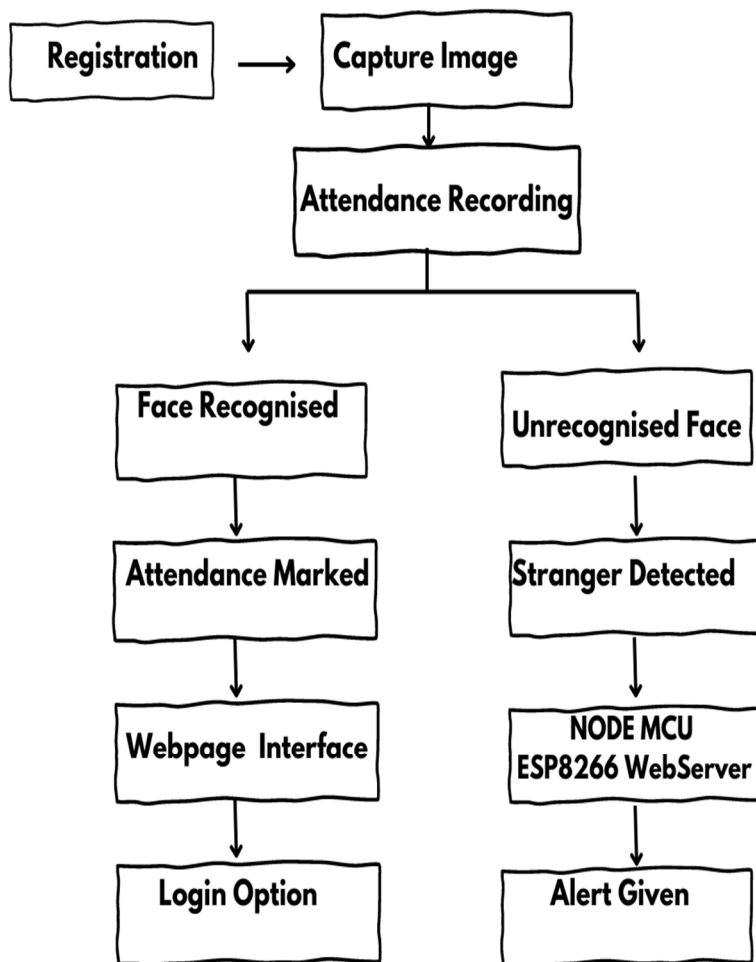 Registration
Capture Image
Attendance Recording
Face Recognised
Unrecognised Face
Attendance Marked
Stranger Detected
Webpage Interface
NODE MCU
ESP8266 WebServer
Login Option
Alert Given